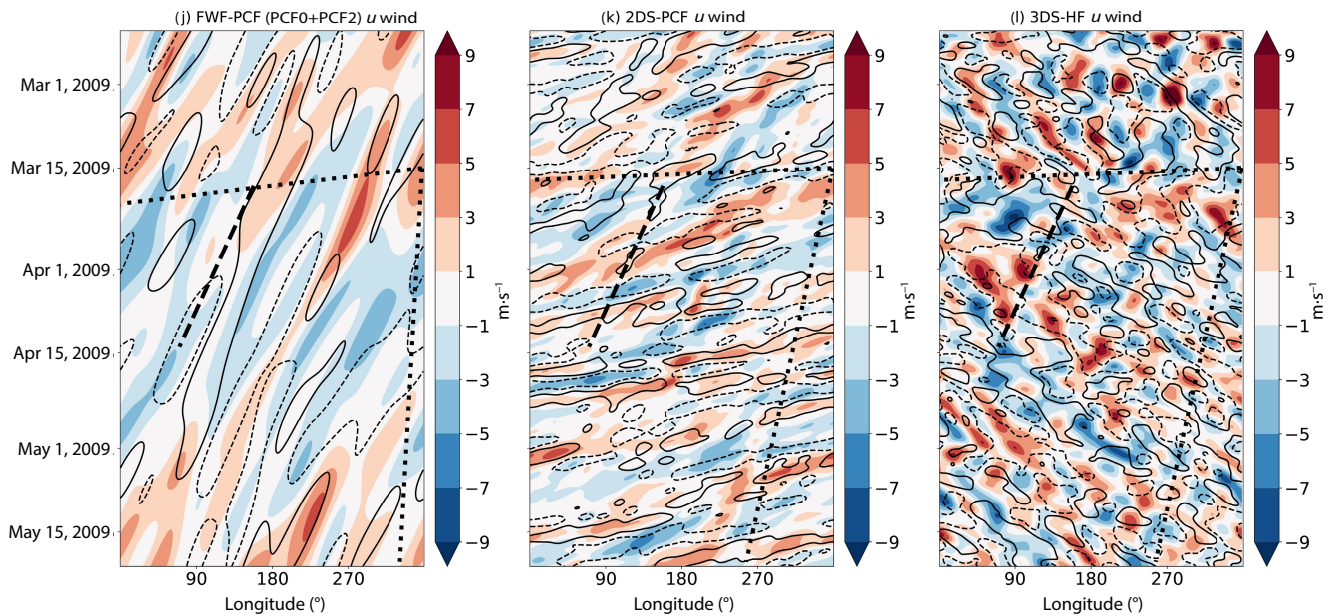 (j) FWF-PCF (PCF0+PCF2) u wind
(k) 2DS-PCF u wind
(l) 3DS-HF u wind
Mar 1, 2009
Mar 15, 2009
Apr 1, 2009
Apr 15, 2009
May 1, 2009
May 15, 2009
90
180
270
Longitude (°)
9
7
5
3
1
−1
−3
−5
−7
−9
m·s⁻¹
90
180
270
Longitude (°)
9
7
5
3
1
−1
−3
−5
−7
−9
m·s⁻¹
90
180
270
Longitude (°)
9
7
5
3
1
−1
−3
−5
−7
−9
m·s⁻¹